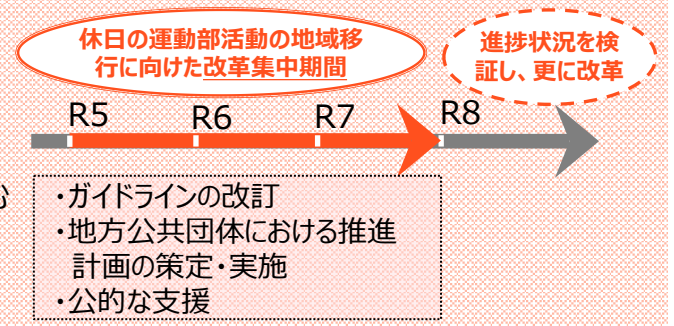 休日の運動部活動の地域移
行に向けた改革集中期間
進捗状況を検
証し、更に改革
R5 R6 R7 R8
む
・ガイドラインの改訂
・地方公共団体における推進
計画の策定・実施
・公的な支援